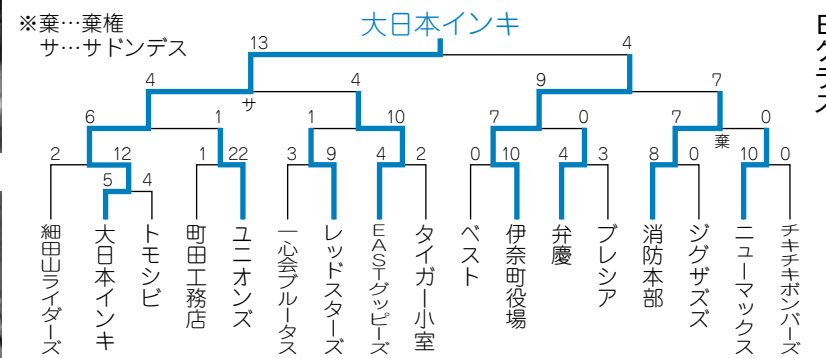 ※棄…棄権
サ…サドンデス
大日本インキ
13
4
4
サ
4
9
7
6
1
1
10
7
0
7
棄
0
2
12
1
22
3
9
4
2
0
10
4
3
8
0
10
0
5
4
細田山ライダーズ
大日本インキ
トモシビ
町田工務店
ユニオンズ
一心会ブルータス
レッドスターズ
EASTグッピーズ
タイガー小室
ベスト
伊奈町役場
弁慶
ブレシア
消防本部
ジグザズズ
ニューマックス
チキチキボンバーズ